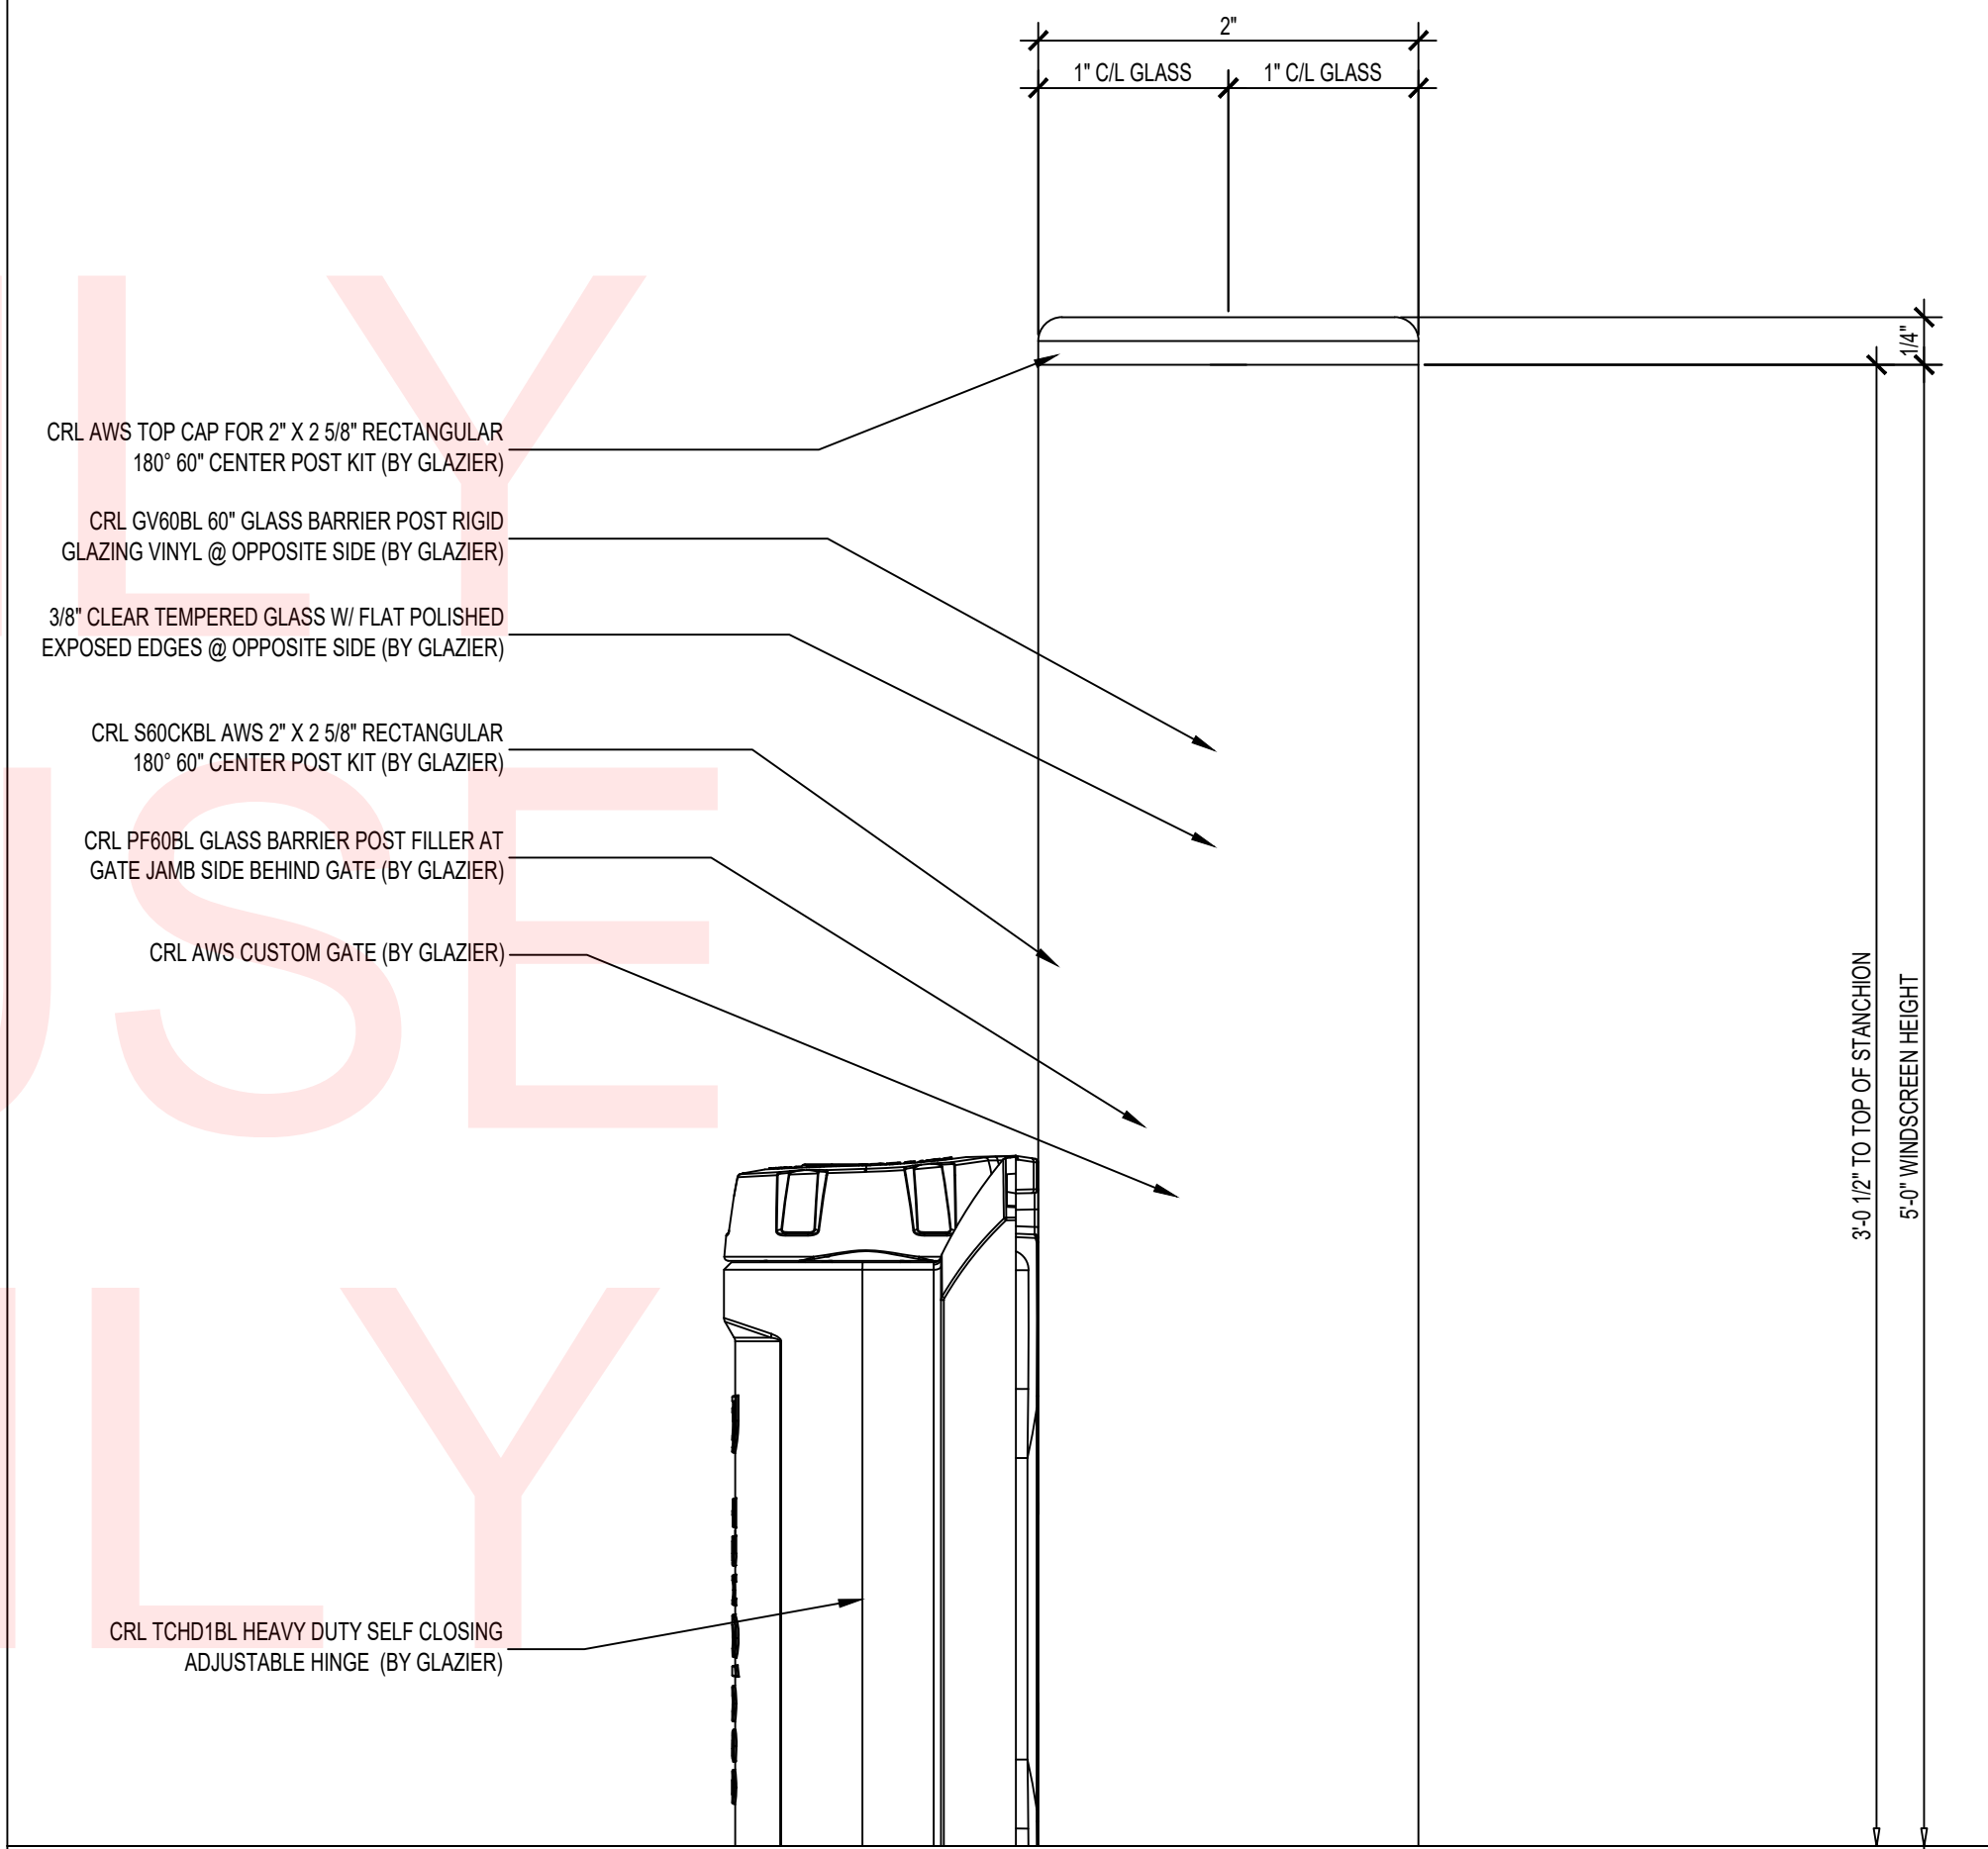 2"
1" C/L GLASS
1" C/L GLASS
1/4"
CRL AWS TOP CAP FOR 2" X 2 5/8" RECTANGULAR
180° 60" CENTER POST KIT (BY GLAZIER)
CRL GV60BL 60" GLASS BARRIER POST RIGID
GLAZING VINYL @ OPPOSITE SIDE (BY GLAZIER)
3/8" CLEAR TEMPERED GLASS W/ FLAT POLISHED
EXPOSED EDGES @ OPPOSITE SIDE (BY GLAZIER)
CRL S60CKBL AWS 2" X 2 5/8" RECTANGULAR
180° 60" CENTER POST KIT (BY GLAZIER)
CRL PF60BL GLASS BARRIER POST FILLER AT
GATE JAMB SIDE BEHIND GATE (BY GLAZIER)
CRL AWS CUSTOM GATE (BY GLAZIER)
CRL TCHD1BL HEAVY DUTY SELF CLOSING
ADJUSTABLE HINGE (BY GLAZIER)
3'-0 1/2" TO TOP OF STANCHION
5'-0" WINDSCREEN HEIGHT
LY
USE
LY